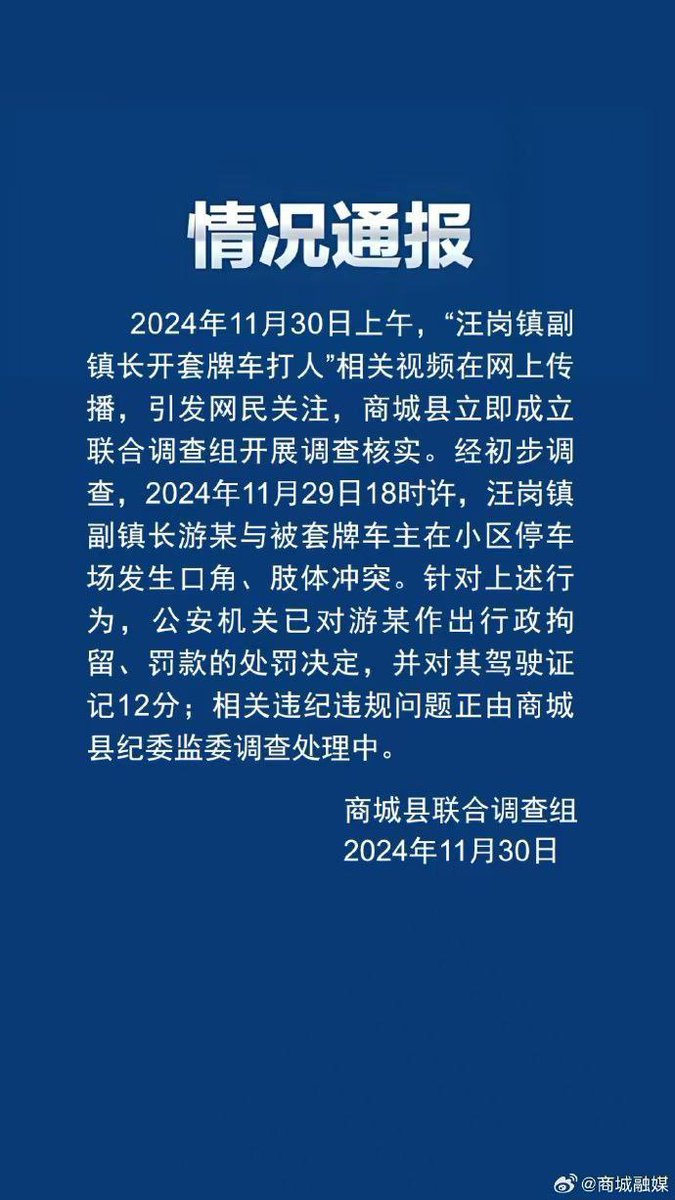 情况通报
2024年11月30日上午，“汪岗镇副
镇长开套牌车打人”相关视频在网上传
播，引发网民关注，商城县立即成立
联合调查组开展调查核实。经初步调
查，2024年11月29日18时许，汪岗镇
副镇长游某与被套牌车主在小区停车
场发生口角、肢体冲突。针对上述行
为，公安机关已对游某作出行政拘
留、罚款的处罚决定，并对其驾驶证
记12分；相关违纪违规问题正由商城
县纪委监委调查处理中。
商城县联合调查组
2024年11月30日
@商城融媒